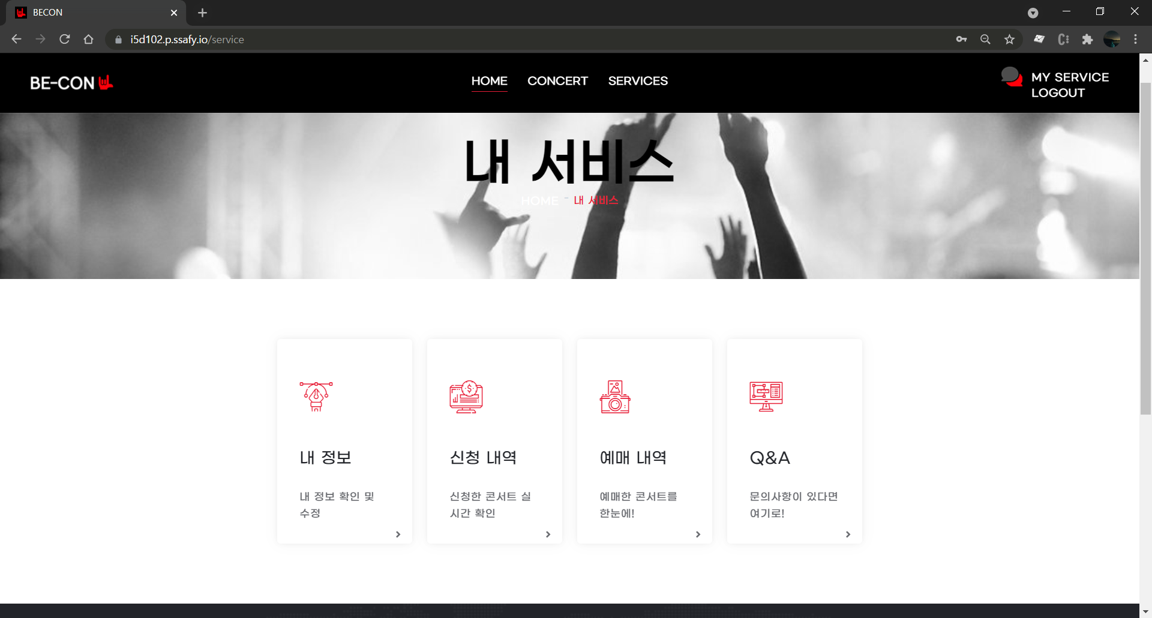 BECON
i5d102.p.ssafy.io/service
BE-CON
HOME
CONCERT
SERVICES
MY SERVICE
LOGOUT
내 서비스
HOME - 내 서비스
내 정보
내 정보 확인 및
수정
신청 내역
신청한 콘서트 실
시간 확인
예매 내역
예매한 콘서트를
한눈에!
Q&A
문의사항이 있다면
여기로!